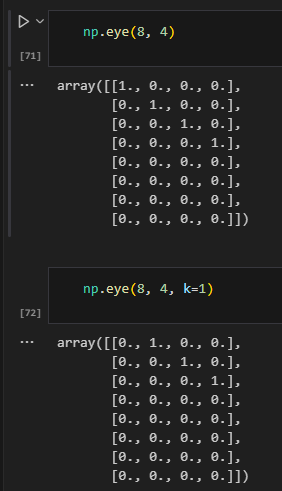 np.eye(8, 4)
[71]
... array([[1., 0., 0., 0.],
[0., 1., 0., 0.],
[0., 0., 1., 0.],
[0., 0., 0., 1.],
[0., 0., 0., 0.],
[0., 0., 0., 0.],
[0., 0., 0., 0.],
[0., 0., 0., 0.]])
np.eye(8, 4, k=1)
[72]
... array([[0., 1., 0., 0.],
[0., 0., 1., 0.],
[0., 0., 0., 1.],
[0., 0., 0., 0.],
[0., 0., 0., 0.],
[0., 0., 0., 0.],
[0., 0., 0., 0.],
[0., 0., 0., 0.]])